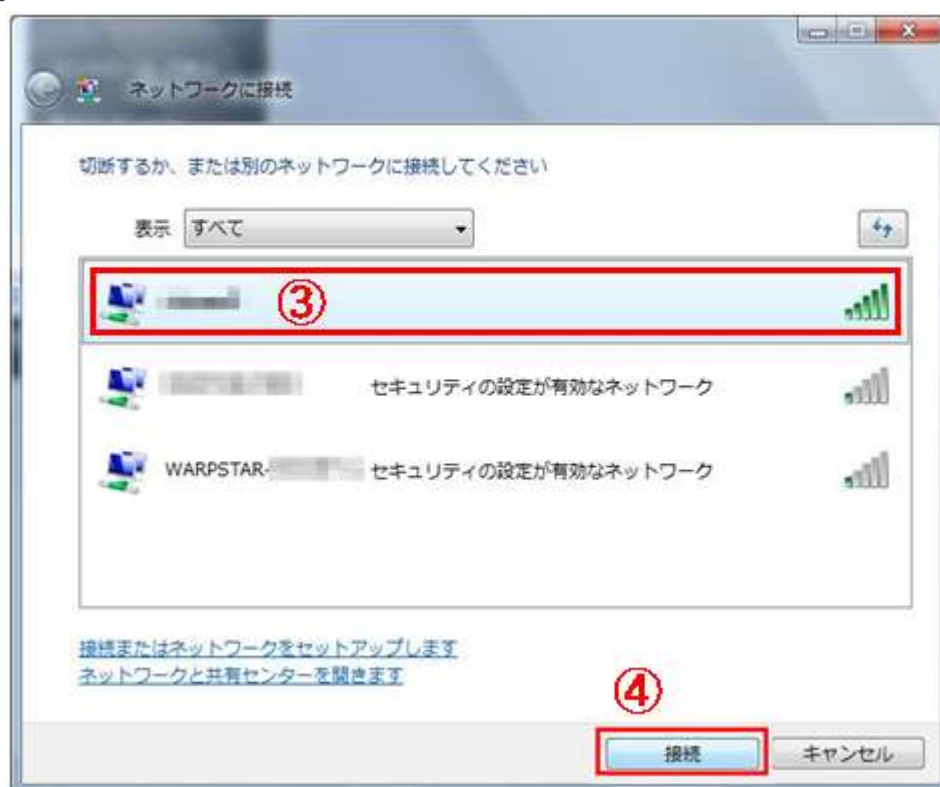 ネットワークに接続
切断するか、または別のネットワークに接続してください
表示 すべて
③
セキュリティの設定が有効なネットワーク
WARPSTAR- セキュリティの設定が有効なネットワーク
接続またはネットワークをセットアップします
ネットワークと共有センターを開きます
④
接続 キャンセル